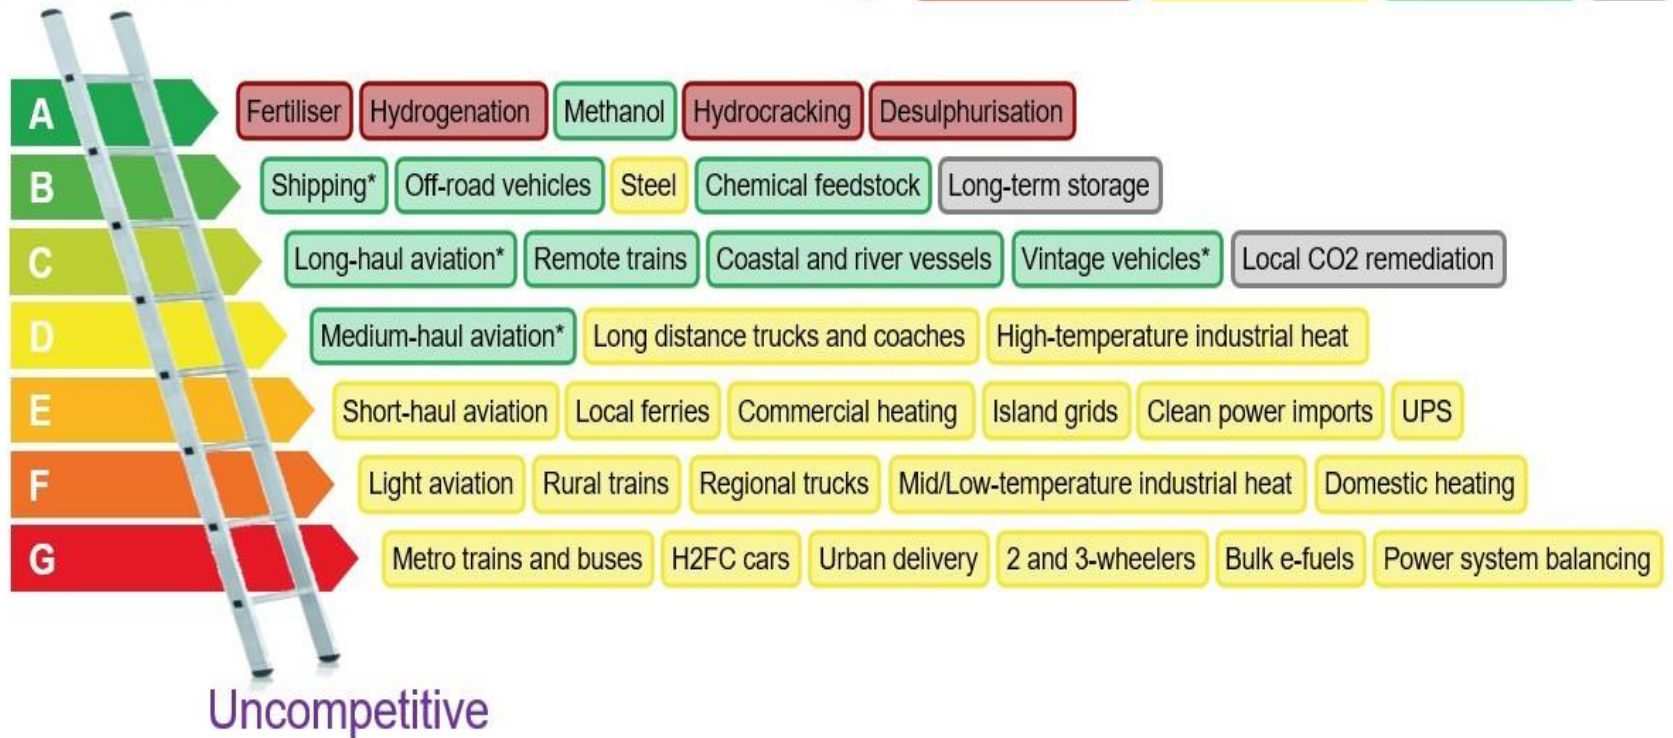 A Fertiliser Hydrogenation Methanol Hydrocracking Desulphurisation
B Shipping* Off-road vehicles Steel Chemical feedstock Long-term storage
C Long-haul aviation* Remote trains Coastal and river vessels Vintage vehicles* Local CO2 remediation
D Medium-haul aviation* Long distance trucks and coaches High-temperature industrial heat
E Short-haul aviation Local ferries Commercial heating Island grids Clean power imports UPS
F Light aviation Rural trains Regional trucks Mid/Low-temperature industrial heat Domestic heating
G Metro trains and buses H2FC cars Urban delivery 2 and 3-wheelers Bulk e-fuels Power system balancing
Uncompetitive